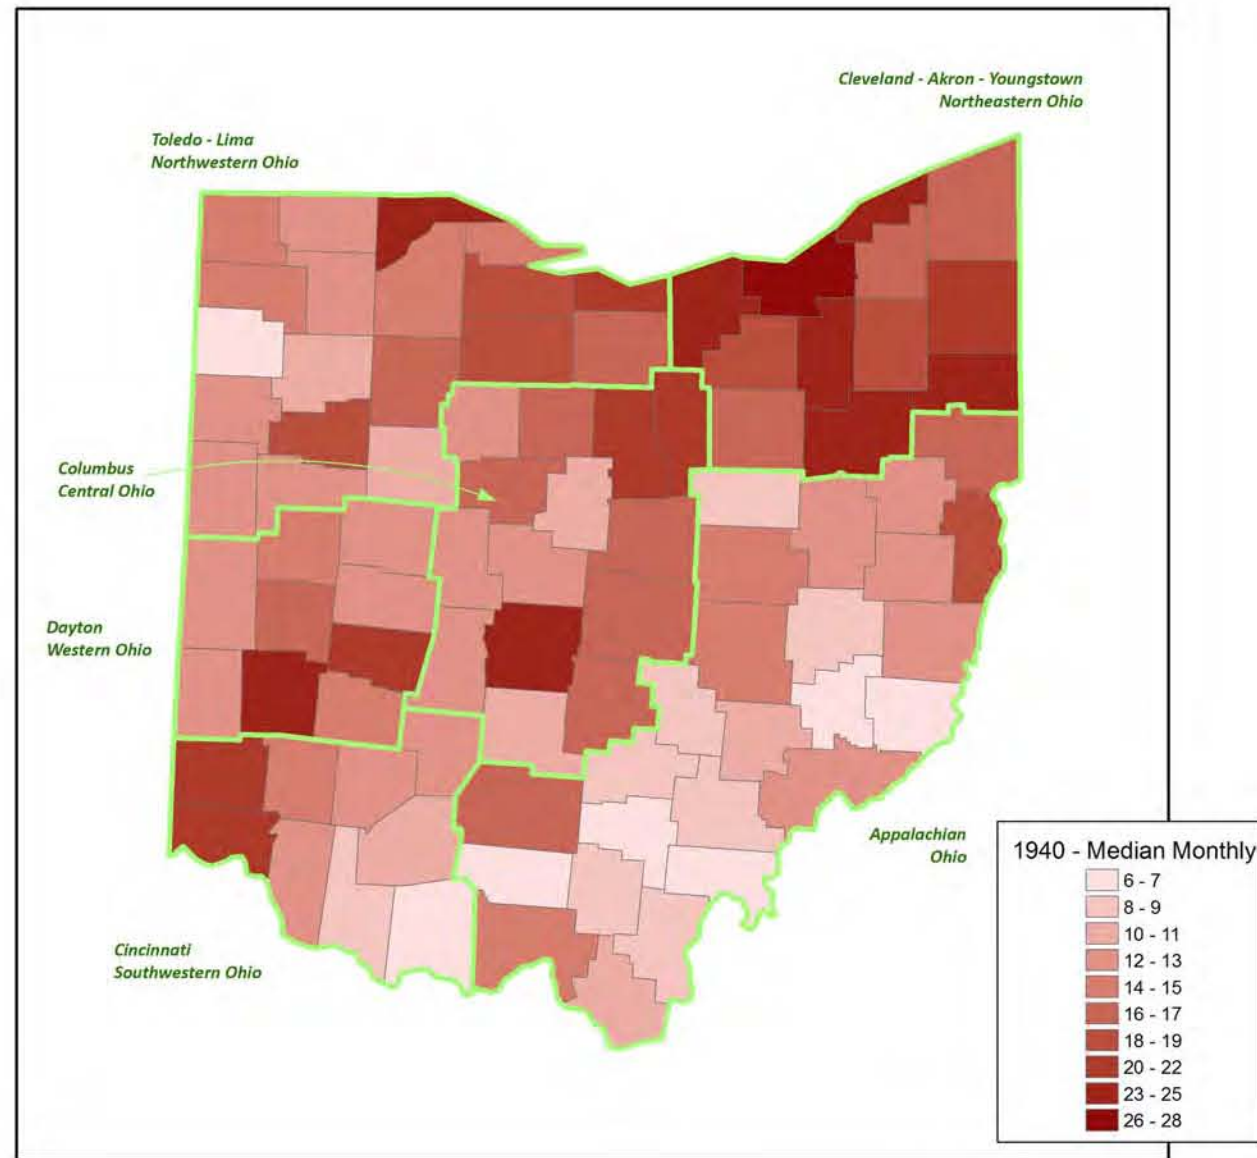 Cleveland - Akron - Youngstown
Northeastern Ohio
Toledo - Lima
Northwestern Ohio
Columbus
Central Ohio
Dayton
Western Ohio
Appalachian
Ohio
Cincinnati
Southwestern Ohio
1940 - Median Monthly
6 - 7
8 - 9
10 - 11
12 - 13
14 - 15
16 - 17
18 - 19
20 - 22
23 - 25
26 - 28